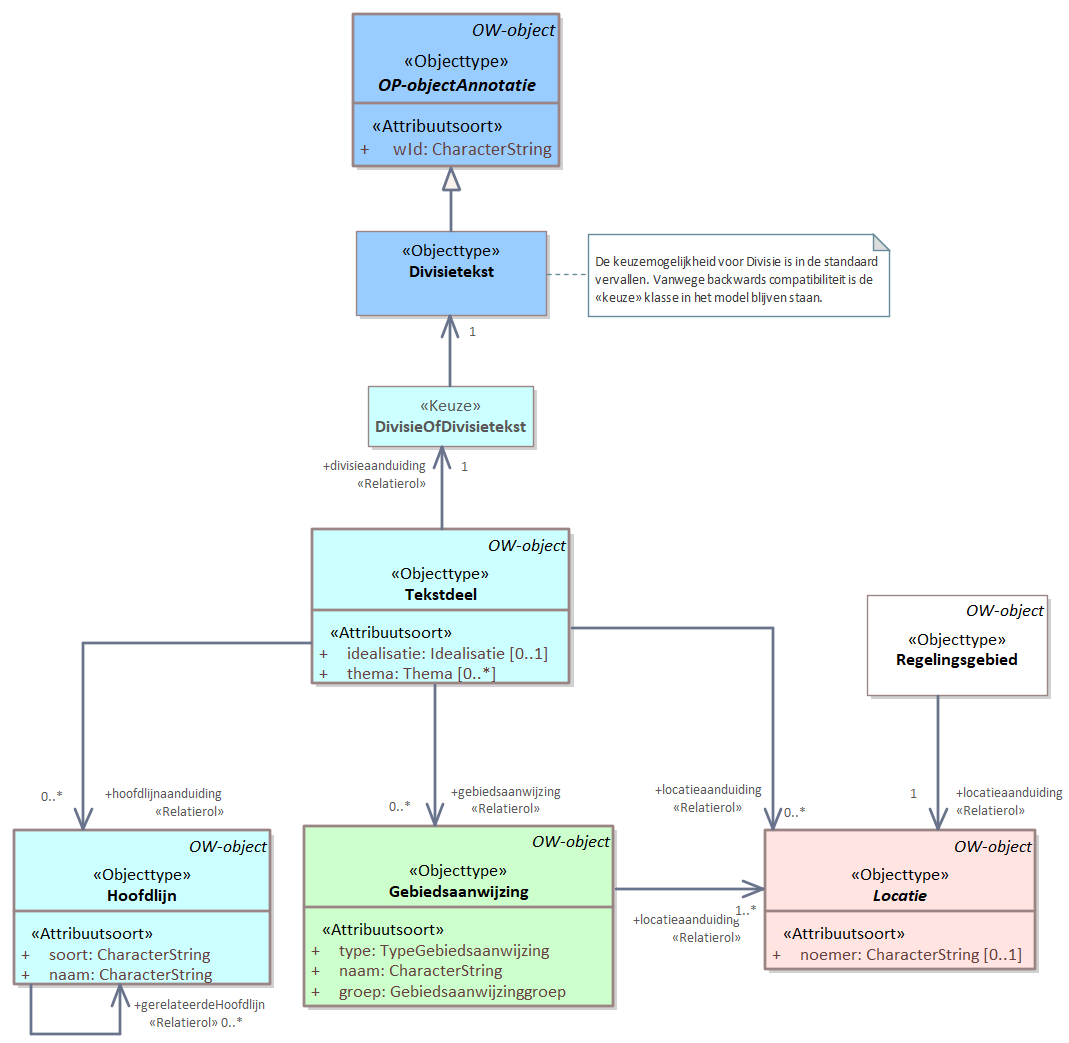 OW-object
«Objecttype»
OP-objectAnnotatie
«Attribuutsoort»
+ wId: CharacterString
«Objecttype»
Divisietekst
De keuzemogelijkheid voor Divisie is in de standaard
vervallen. Vanwege backwards compatibiliteit is de
«keuze» klasse in het model blijven staan.
1
«Keuze»
DivisieOfDivisietekst
+divisieaanduiding
«Relatierol»
1
OW-object
«Objecttype»
Tekstdeel
«Attribuutsoort»
+ idealisatie: Idealisatie [0..1]
+ thema: Thema [0..*]
OW-object
«Objecttype»
Regelingsgebied
0..*
+hoofdlijnaanduiding
«Relatierol»
0..*
+gebiedsaanwijzing
«Relatierol»
+locatieaanduiding
«Relatierol»
0..*
1
+locatieaanduiding
«Relatierol»
OW-object
«Objecttype»
Hoofdlijn
«Attribuutsoort»
+ soort: CharacterString
+ naam: CharacterString
+gerelateerdeHoofdlijn
«Relatierol» 0..*
OW-object
«Objecttype»
Gebiedsaanwijzing
«Attribuutsoort»
+ type: TypeGebiedsaanwijzing
+ naam: CharacterString
+ groep: Gebiedsaanwijzinggroep
1..*
+locatieaanduiding
«Relatierol»
OW-object
«Objecttype»
Locatie
«Attribuutsoort»
+ noemer: CharacterString [0..1]